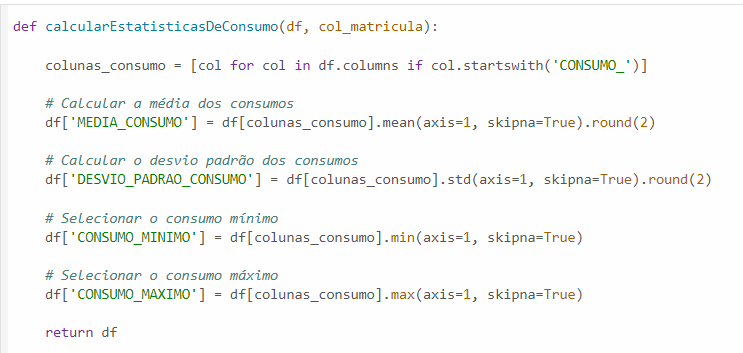 def calcularEstatisticasDeConsumo(df, col_matricula):
colunas_consumo = [col for col in df.columns if col.startswith('CONSUMO_')]
# Calcular a média dos consumos
df['MEDIA_CONSUMO'] = df[colunas_consumo].mean(axis=1, skipna=True).round(2)
# Calcular o desvio padrão dos consumos
df['DESVIO_PADRAO_CONSUMO'] = df[colunas_consumo].std(axis=1, skipna=True).round(2)
# Selecionar o consumo mínimo
df['CONSUMO_MINIMO'] = df[colunas_consumo].min(axis=1, skipna=True)
# Selecionar o consumo máximo
df['CONSUMO_MAXIMO'] = df[colunas_consumo].max(axis=1, skipna=True)
return df